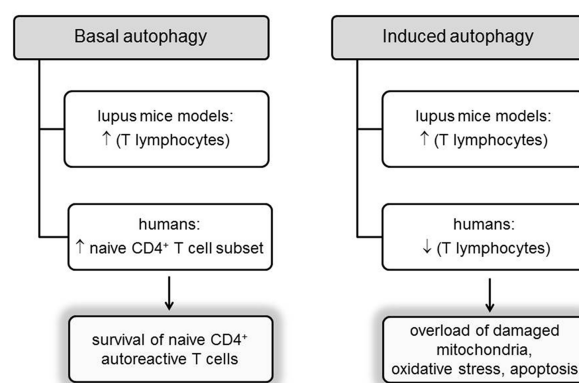 Basal autophagy
lupus mice models:
↑ (T lymphocytes)
humans:
↑ naive CD4⁺ T cell subset
survival of naive CD4⁺
autoreactive T cells
Induced autophagy
lupus mice models:
↑ (T lymphocytes)
humans:
↓ (T lymphocytes)
overload of damaged
mitochondria,
oxidative stress, apoptosis